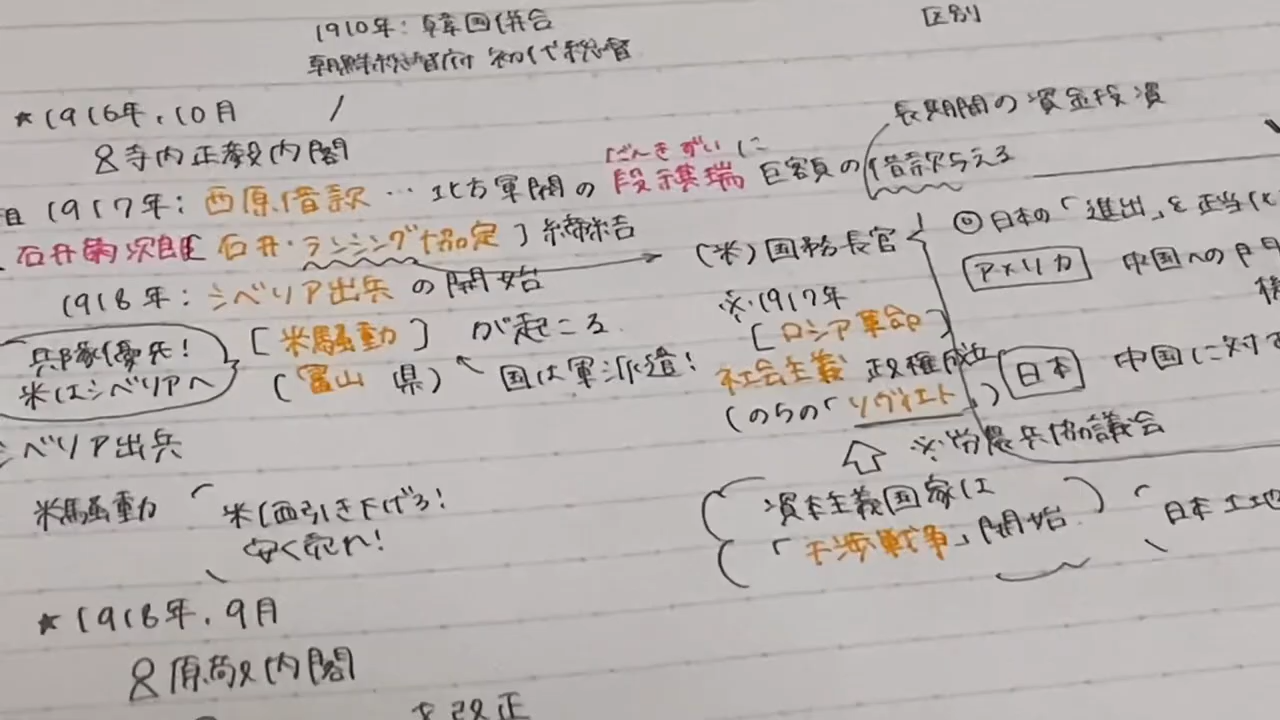 1910年：韓国併合
朝鮮総督府 初代総督
区別
★1916年．10月
寺内正毅内閣
長期間の資金投資
だんきずいに
1917年：西原借款…北方軍閥の段祺瑞 巨額の借款与える
石井菊次郎 石井・ランシング協定」締結
(米)国務長官
◎日本の「進出」を正当化
アメリカ 中国への門
1918年：シベリア出兵の開始
※1917年
[ロシア革命]
兵隊優先！
米はシベリアへ
[米騒動] が起こる
(富山県) 国は軍派遣！
社会主義 政権成立
(のちの「ソヴィエト」)
日本 中国に対す
※労農兵協議会
シベリア出兵
米騒動
米価引き下げろ！
安く売れ！
資本主義国家は
「干渉戦争」開始
日本
★1918年．9月
原敬内閣
改正